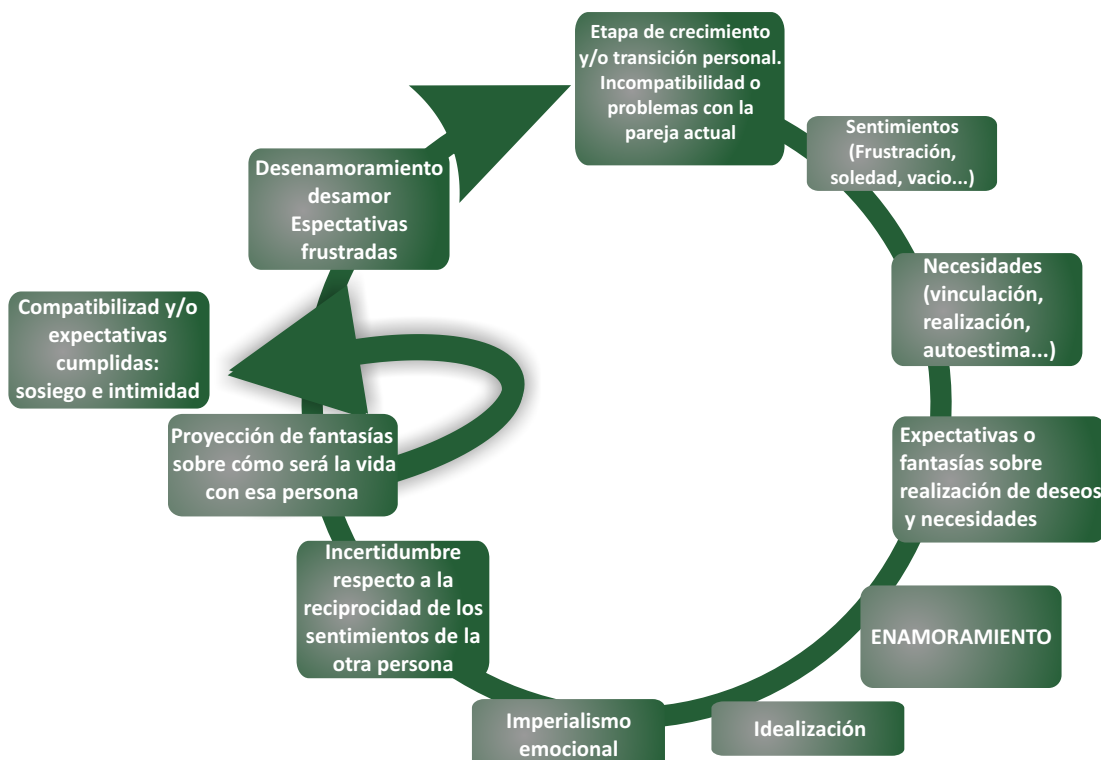 Etapa de crecimiento
y/o transición personal.
Incompatibilidad o
problemas con la
pareja actual
Sentimientos
(Frustración,
soledad, vacio...)
Necesidades
(vinculación,
realización,
autoestima...)
Expectativas o
fantasías sobre
realización de deseos
y necesidades
ENAMORAMIENTO
Idealización
Imperialismo
emocional
Incertidumbre
respecto a la
reciprocidad de los
sentimientos de la
otra persona
Proyección de fantasías
sobre cómo será la vida
con esa persona
Compatibilizad y/o
expectativas
cumplidas:
sosiego e intimidad
Desenamoramiento
desamor
Espectativas
frustradas